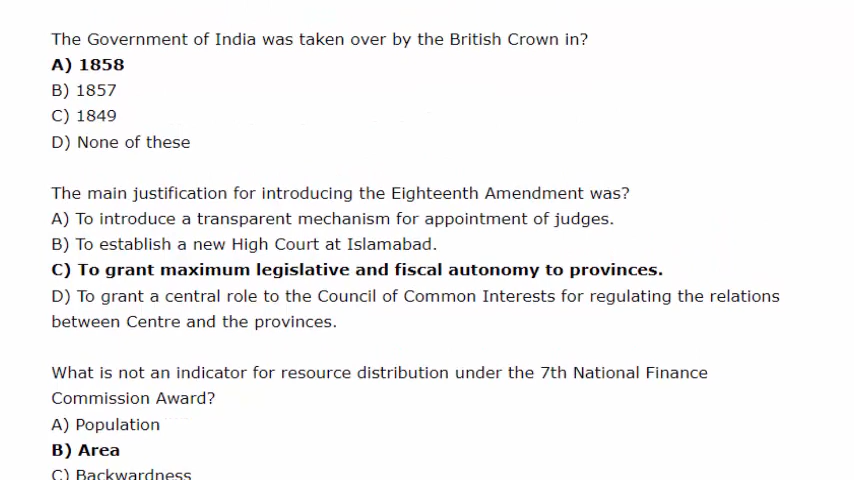 The Government of India was taken over by the British Crown in?
A) 1858
B) 1857
C) 1849
D) None of these
The main justification for introducing the Eighteenth Amendment was?
A) To introduce a transparent mechanism for appointment of judges.
B) To establish a new High Court at Islamabad.
C) To grant maximum legislative and fiscal autonomy to provinces.
D) To grant a central role to the Council of Common Interests for regulating the relations
between Centre and the provinces.
What is not an indicator for resource distribution under the 7th National Finance
Commission Award?
A) Population
B) Area
C) Backwardness